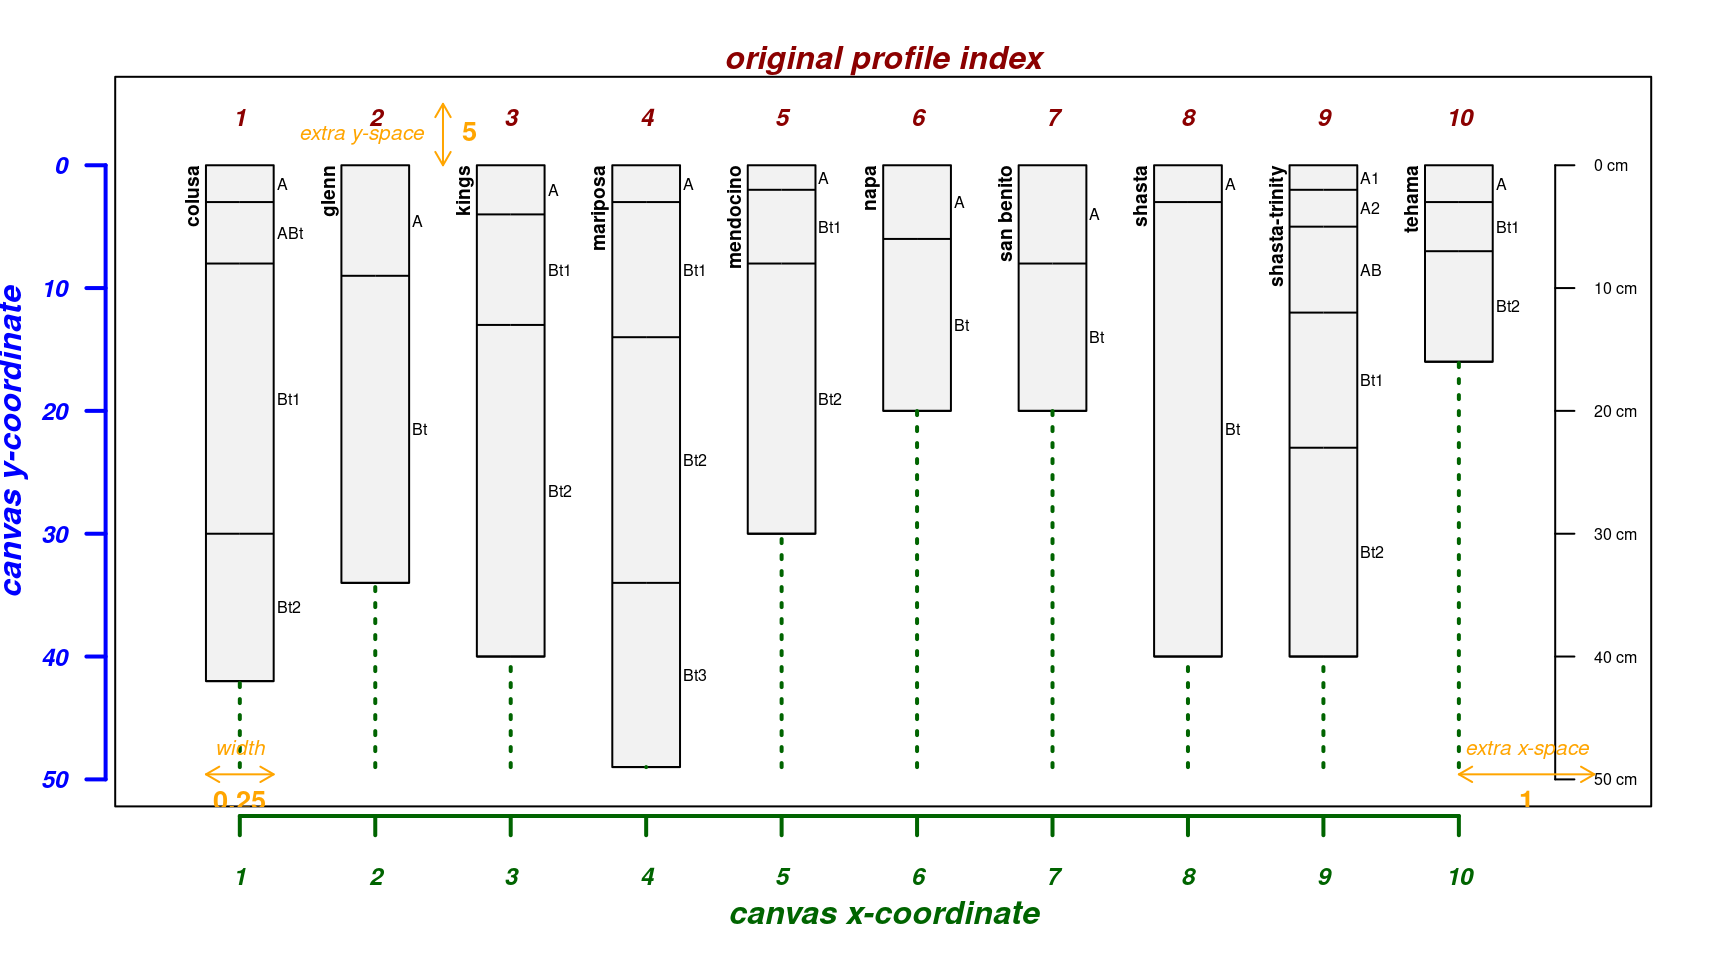 original profile index
1 2 3 4 5 6 7 8 9 10
extra y-space 5
canvas y-coordinate
0
10
20
30
40
50
colusa
A
ABt
Bt1
Bt2
glenn
A
Bt
kings
A
Bt1
Bt2
mariposa
A
Bt1
Bt2
Bt3
mendocino
A
Bt1
Bt2
napa
A
Bt
san benito
A
Bt
shasta
A
Bt
shasta-trinity
A1
A2
AB
Bt1
Bt2
tehama
A
Bt1
Bt2
0 cm
10 cm
20 cm
30 cm
40 cm
50 cm
width
0.25
extra x-space
1
1 2 3 4 5 6 7 8 9 10
canvas x-coordinate